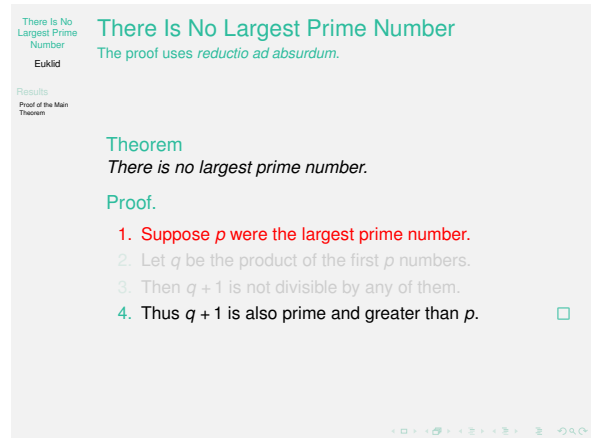 There Is No
Largest Prime
Number
Euklid
Results
Proof of the Main
Theorem
There Is No Largest Prime Number
The proof uses reductio ad absurdum.
Theorem
There is no largest prime number.
Proof.
1. Suppose p were the largest prime number.
2. Let q be the product of the first p numbers.
3. Then q + 1 is not divisible by any of them.
4. Thus q + 1 is also prime and greater than p.